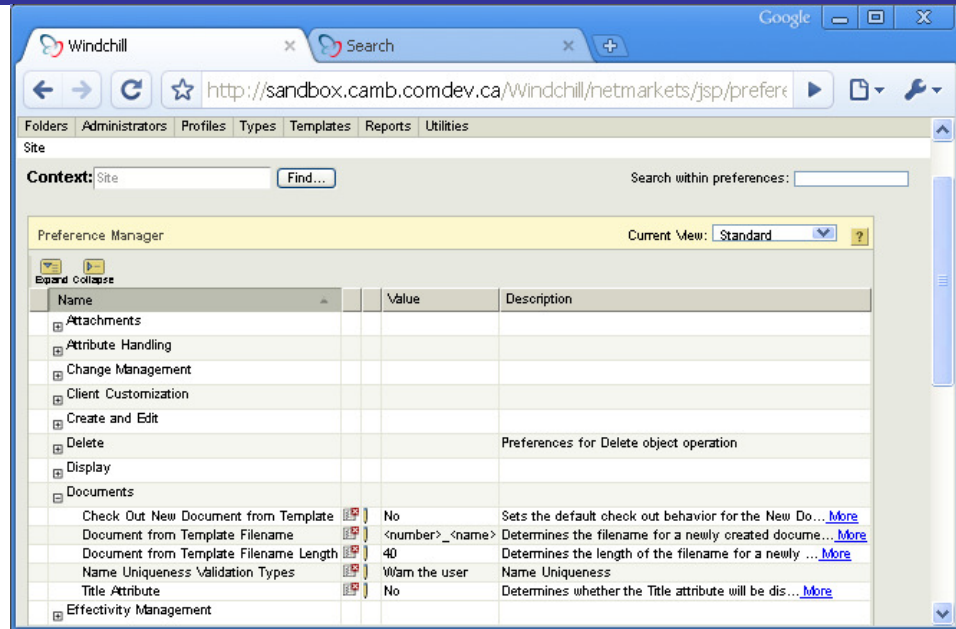 Google
Windchill
Search
http://sandbox.camb.comdev.ca/Windchill/netmarkets/jsp/prefere
Folders Administrators Profiles Types Templates Reports Utilities
Site
Context: Site Find... Search within preferences:
Preference Manager Current View: Standard ?
Expand Collapse
Name Value Description
Attachments
Attribute Handling
Change Management
Client Customization
Create and Edit
Delete Preferences for Delete object operation
Display
Documents
Check Out New Document from Template No Sets the default check out behavior for the New Do... More
Document from Template Filename <number>_<name> Determines the filename for a newly created docume... More
Document from Template Filename Length 40 Determines the length of the filename for a newly ... More
Name Uniqueness Validation Types Warn the user Name Uniqueness
Title Attribute No Determines whether the Title attribute will be dis... More
Effectivity Management